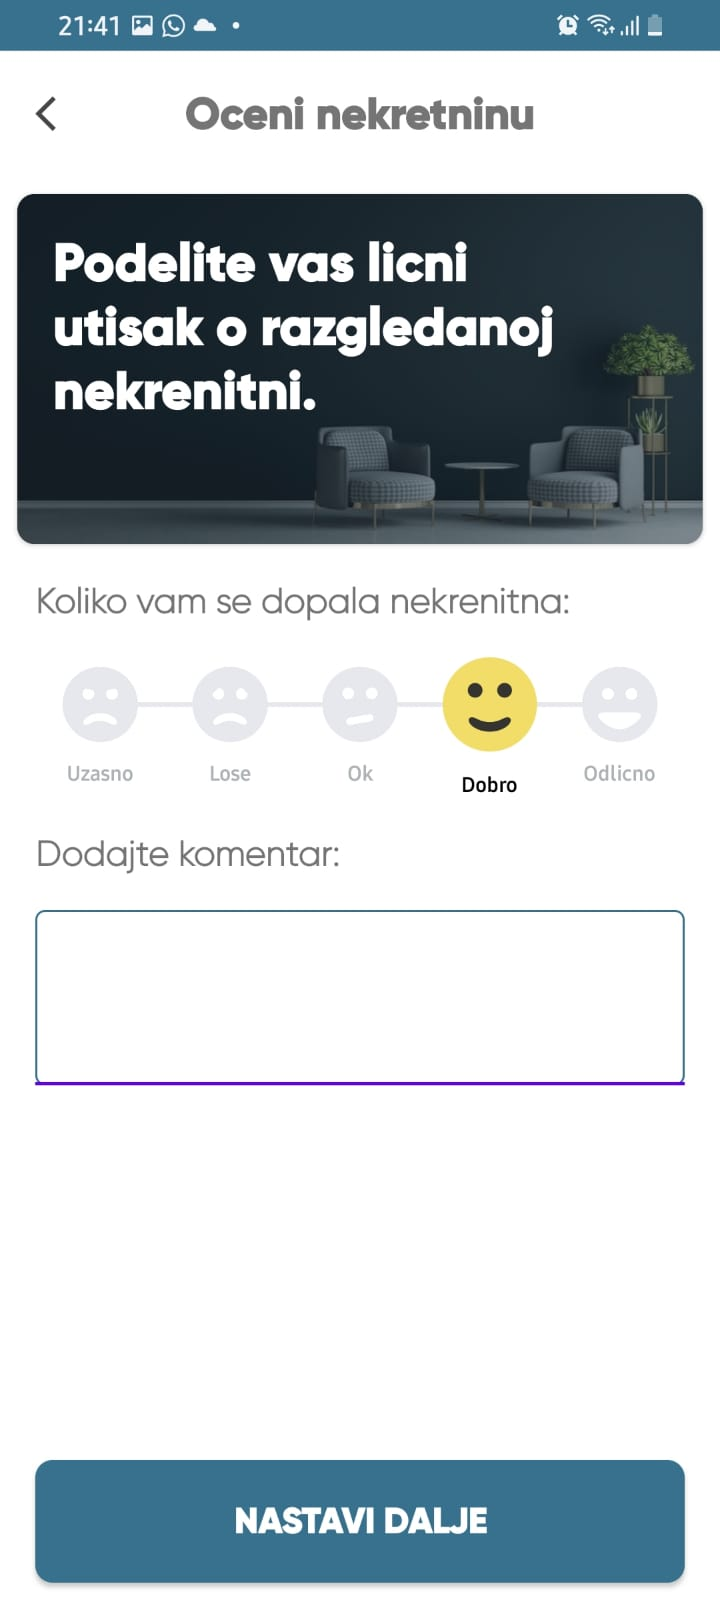 21:41
Oceni nekretninu
Podelite vas licni
utisak o razgledanoj
nekrenitni.
Koliko vam se dopala nekrenitna:
Uzasno Lose Ok Dobro Odlicno
Dodajte komentar:
NASTAVI DALJE